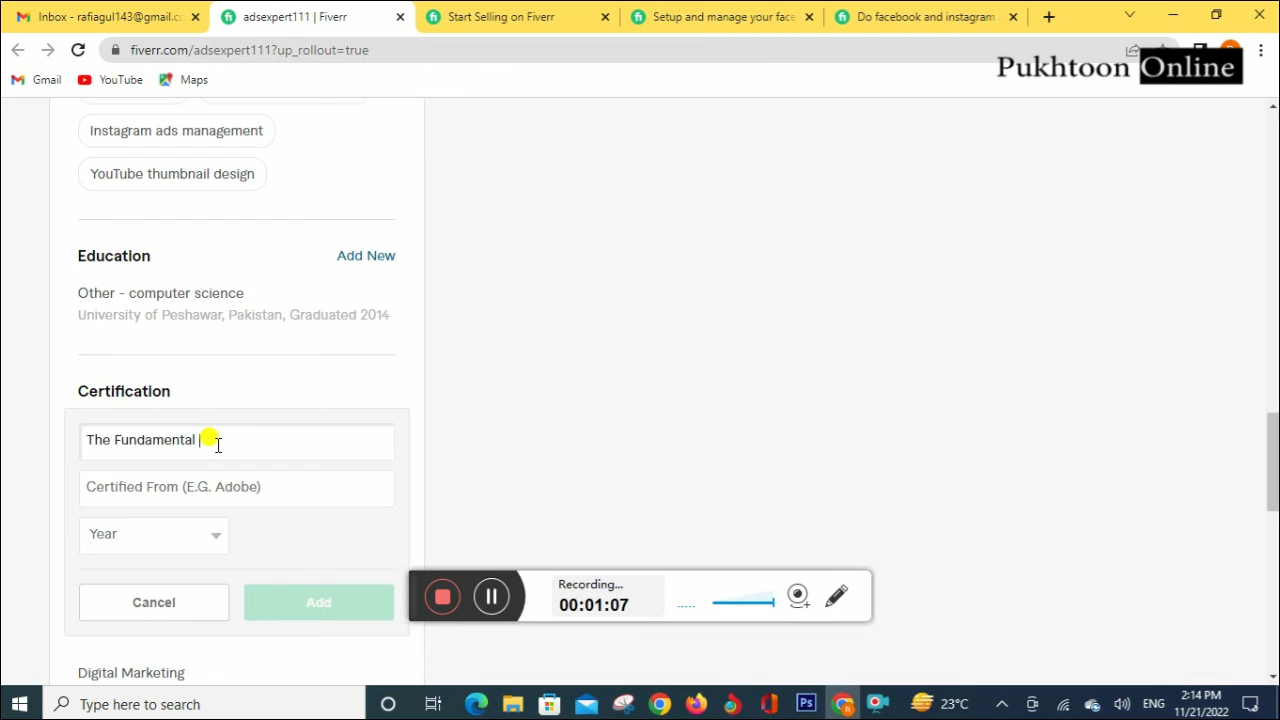 Inbox - rafiagul143@gmail.c
adsexpert111 | Fiverr
Start Selling on Fiverr
Setup and manage your face
Do facebook and instagram
fiverr.com/adsexpert111?up_rollout=true
Gmail
YouTube
Maps
Pukhtoon Online
Instagram ads management
YouTube thumbnail design
Education
Add New
Other - computer science
University of Peshawar, Pakistan, Graduated 2014
Certification
The Fundamental
Certified From (E.G. Adobe)
Year
Cancel
Add
Recording...
00:01:07
Digital Marketing
Type here to search
Ps
23°C
ENG
2:14 PM
11/21/2022